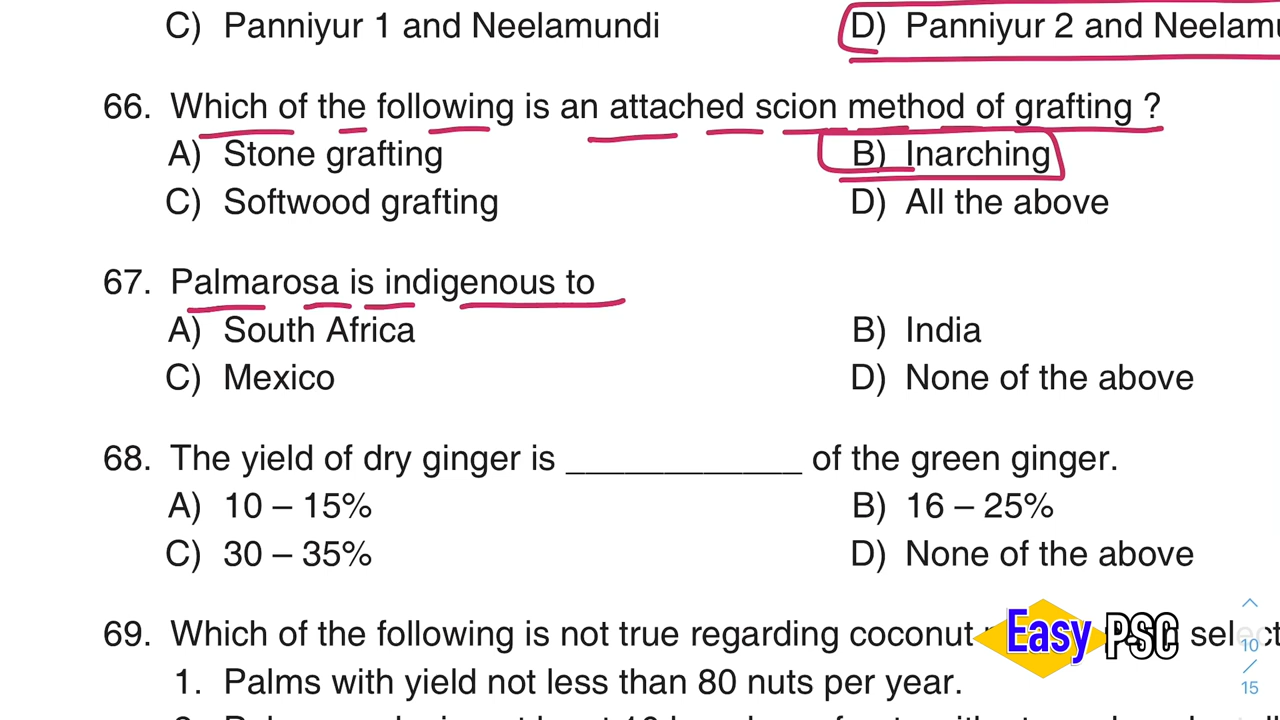 C) Panniyur 1 and Neelamundi
D) Panniyur 2 and
66. Which of the following is an attached scion method of grafting ?
A) Stone grafting
B) Inarching
C) Softwood grafting
D) All the above
67. Palmarosa is indigenous to
A) South Africa
B) India
C) Mexico
D) None of the above
68. The yield of dry ginger is ____________ of the green ginger.
A) 10 – 15%
B) 16 – 25%
C) 30 – 35%
D) None of the above
69. Which of the following is not true regarding coconut
Easy PSC
10
/
15
1. Palms with yield not less than 80 nuts per year.